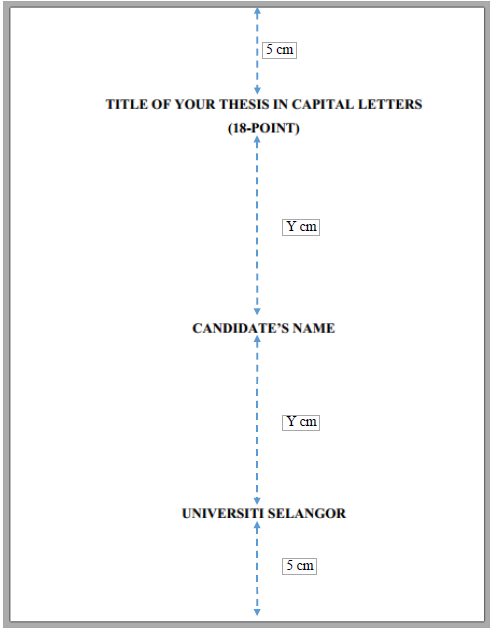 5 cm
TITLE OF YOUR THESIS IN CAPITAL LETTERS
(18-POINT)
Y cm
CANDIDATE’S NAME
Y cm
UNIVERSITI SELANGOR
5 cm